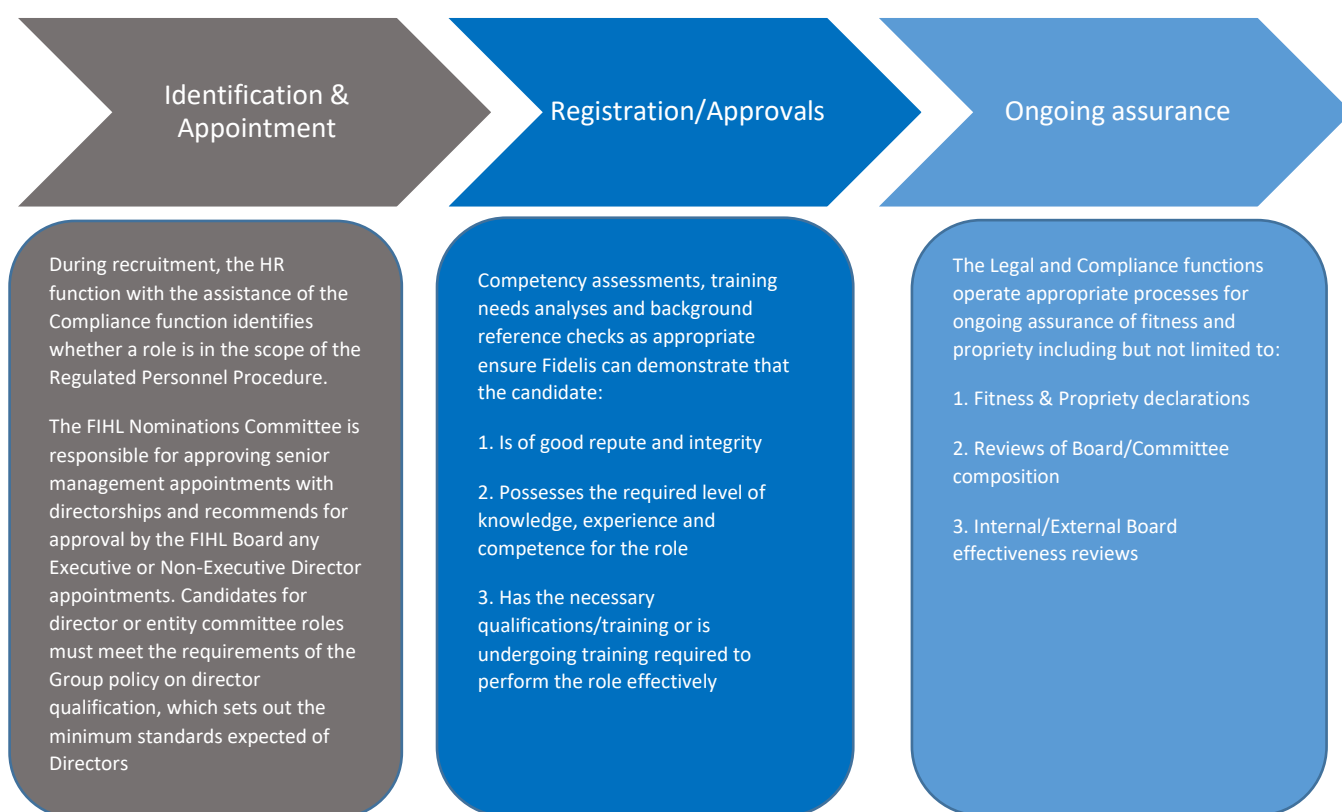 Identification &
Appointment
Registration/Approvals
Ongoing assurance
During recruitment, the HR
function with the assistance of the
Compliance function identifies
whether a role is in the scope of the
Regulated Personnel Procedure.
The FIHL Nominations Committee is
responsible for approving senior
management appointments with
directorships and recommends for
approval by the FIHL Board any
Executive or Non-Executive Director
appointments. Candidates for
director or entity committee roles
must meet the requirements of the
Group policy on director
qualification, which sets out the
minimum standards expected of
Directors
Competency assessments, training
needs analyses and background
reference checks as appropriate
ensure Fidelis can demonstrate that
the candidate:
1. Is of good repute and integrity
2. Possesses the required level of
knowledge, experience and
competence for the role
3. Has the necessary
qualifications/training or is
undergoing training required to
perform the role effectively
The Legal and Compliance functions
operate appropriate processes for
ongoing assurance of fitness and
propriety including but not limited to:
1. Fitness & Propriety declarations
2. Reviews of Board/Committee
composition
3. Internal/External Board
effectiveness reviews